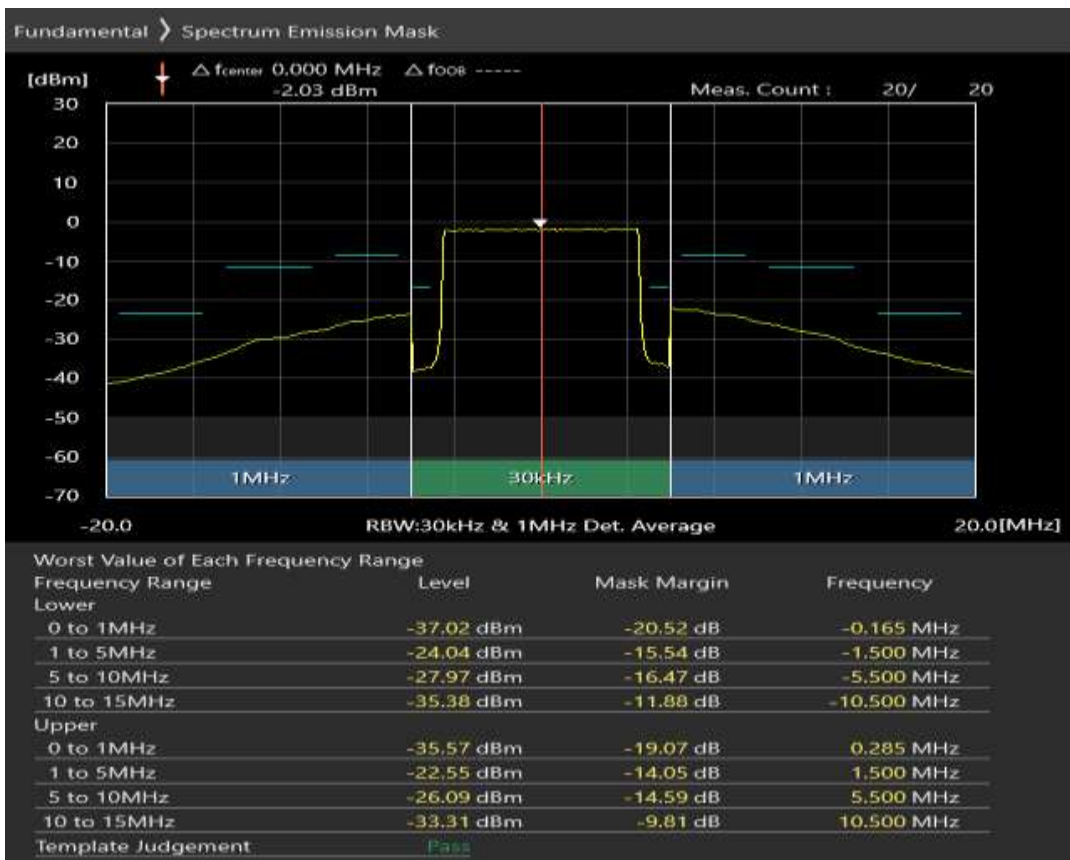 Fundamental ❯ Spectrum Emission Mask
△ fcenter 0.000 MHz △ fOOB -----
[dBm]
-2.03 dBm Meas. Count : 20/ 20
30
20
10
0
-10
-20
-30
-40
-50
-60
1MHz 30kHz 1MHz
-70
-20.0 RBW:30kHz & 1MHz Det. Average 20.0[MHz]
Worst Value of Each Frequency Range
Frequency Range Level Mask Margin Frequency
Lower
0 to 1MHz -37.02 dBm -20.52 dB -0.165 MHz
1 to 5MHz -24.04 dBm -15.54 dB -1.500 MHz
5 to 10MHz -27.97 dBm -16.47 dB -5.500 MHz
10 to 15MHz -35.38 dBm -11.88 dB -10.500 MHz
Upper
0 to 1MHz -35.57 dBm -19.07 dB 0.285 MHz
1 to 5MHz -22.55 dBm -14.05 dB 1.500 MHz
5 to 10MHz -26.09 dBm -14.59 dB 5.500 MHz
10 to 15MHz -33.31 dBm -9.81 dB 10.500 MHz
Template Judgement Pass